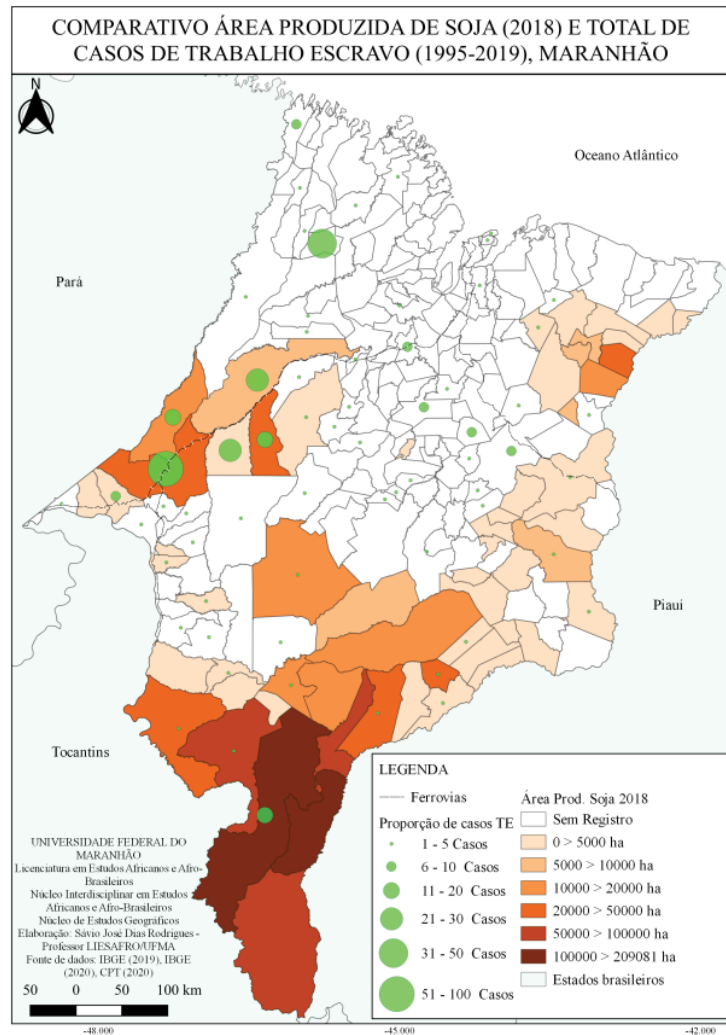 COMPARATIVO ÁREA PRODUZIDA DE SOJA (2018) E TOTAL DE
CASOS DE TRABALHO ESCRAVO (1995-2019), MARANHÃO
N
Oceano Atlântico
Pará
Piauí
Tocantins
LEGENDA
Ferrovias
Proporção de casos TE
1 - 5 Casos
6 - 10 Casos
11 - 20 Casos
21 - 30 Casos
31 - 50 Casos
51 - 100 Casos
Área Prod. Soja 2018
Sem Registro
0 > 5000 ha
5000 > 10000 ha
10000 > 20000 ha
20000 > 50000 ha
50000 > 100000 ha
100000 > 209081 ha
Estados brasileiros
UNIVERSIDADE FEDERAL DO
MARANHÃO
Licenciatura em Estudos Africanos e Afro-
Brasileiros
Núcleo Interdisciplinar em Estudos
Africanos e Afro-Brasileiros
Núcleo de Estudos Geográficos
Elaboração: Sávio José Dias Rodrigues -
Professor LIESAFRO/UFMA
Fonte de dados: IBGE (2019), IBGE
(2020), CPT (2020)
50 0 50 100 km
-48.000 -45.000 -42.000